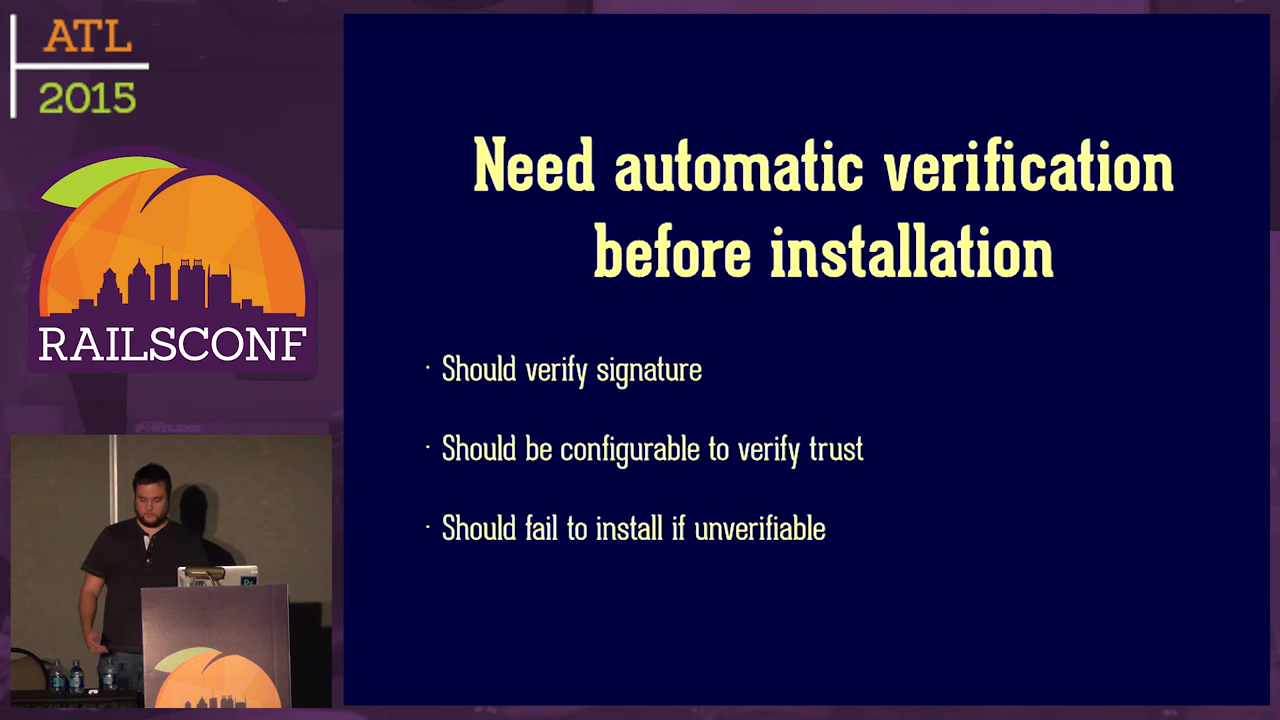 ATL
2015
RAILSCONF
Need automatic verification
before installation
· Should verify signature
· Should be configurable to verify trust
· Should fail to install if unverifiable